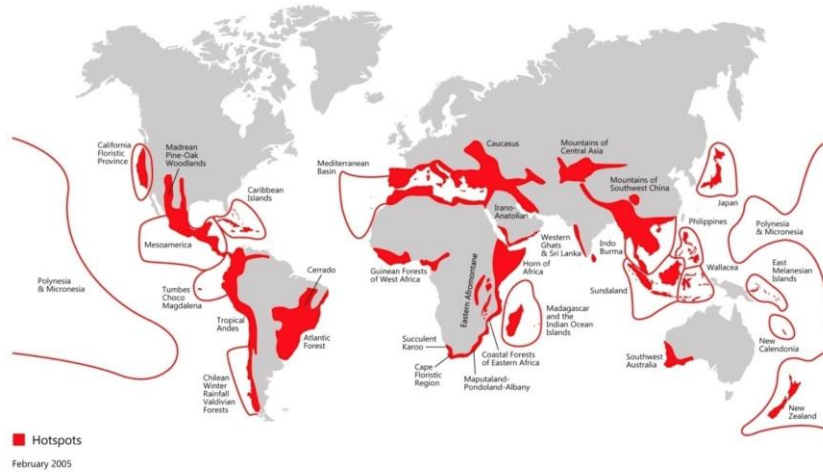 California
Floristic
Province
Madrean
Pine-Oak
Woodlands
Caribbean
Islands
Mesoamerica
Polynesia
& Micronesia
Tumbes
Choco
Magdalena
Tropical
Andes
Cerrado
Atlantic
Forest
Chilean
Winter
Rainfall
Valdivian
Forests
Mediterranean
Basin
Caucasus
Irano-
Anatolian
Mountains of
Central Asia
Mountains of
Southwest China
Guinean Forests
of West Africa
Eastern Afromontane
Horn of
Africa
Western
Ghats
& Sri Lanka
Indo
Burma
Succulent
Karoo
Cape
Floristic
Region
Maputaland-
Pondoland-Albany
Coastal Forests
of Eastern Africa
Madagascar
and the
Indian Ocean
Islands
Japan
Philippines
Polynesia
& Micronesia
Sundaland
Wallacea
East
Melanesian
Islands
New
Calendonia
Southwest
Australia
New
Zealand
Hotspots
February 2005